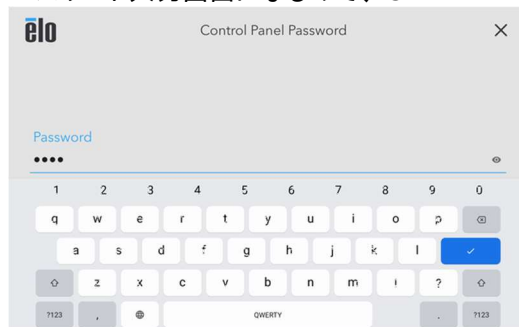 elo
Control Panel Password
Password
••••
1 2 3 4 5 6 7 8 9 0
q w e r t y u i o p
a s d f g h j k l
z x c v b n m ! ?
?123 , QWERTY . ?123